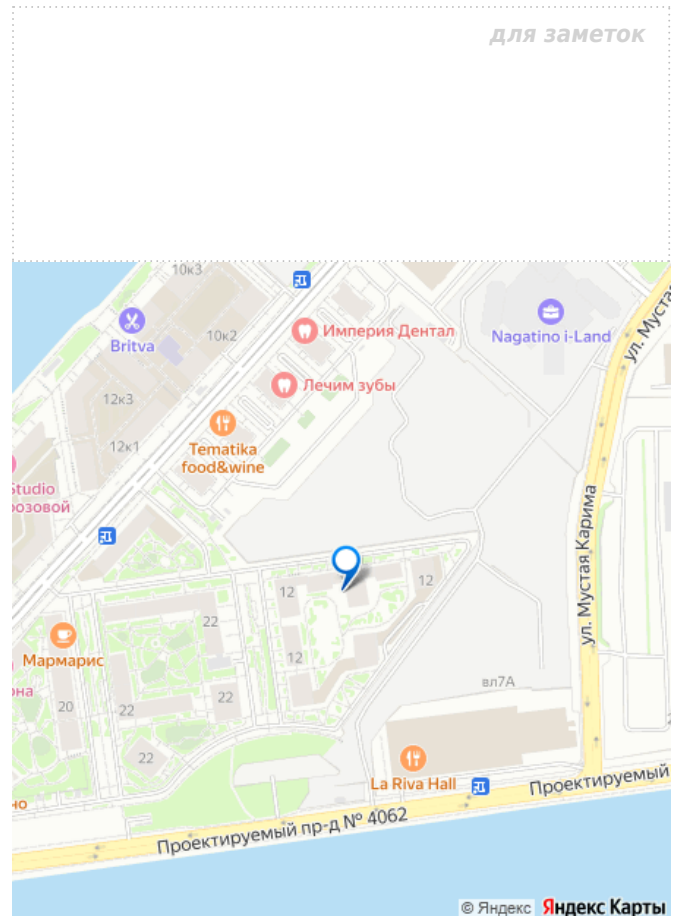 для заметок
10к3
Britva
10к2
Империя Дентал
Nagatino i-Land
Лечим зубы
12к3
Tematika
food&wine
12к1
Studio
розовой
ул. Мустая Карима
12
12
22
12
Мармарис
20
22
22
22
вл7А
La Riva Hall
Проектируемый
Проектируемый пр-д № 4062
© Яндекс Яндекс Карты